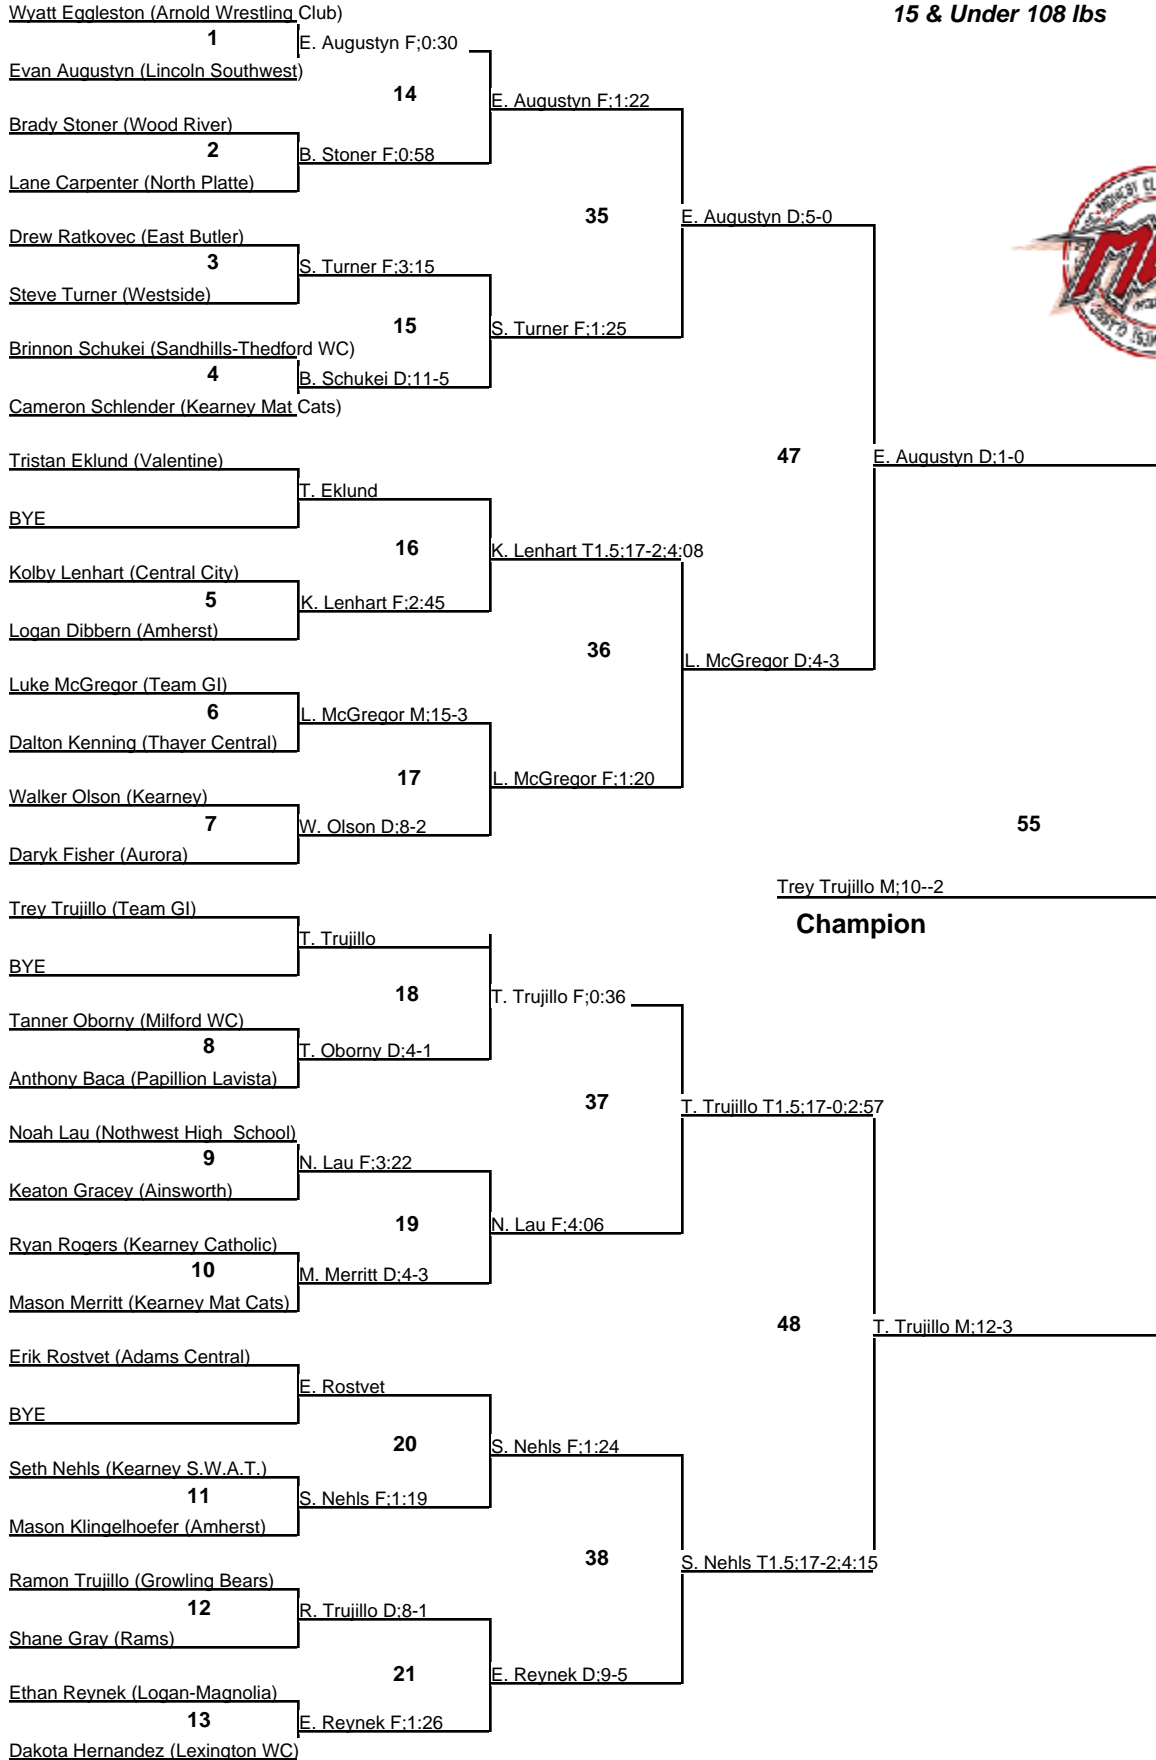 15 & Under 108 lbs
Wyatt Eggleston (Arnold Wrestling Club)
1
E. Augustyn F;0:30
Evan Augustyn (Lincoln Southwest)
14
E. Augustyn F;1:22
Brady Stoner (Wood River)
2
B. Stoner F;0:58
Lane Carpenter (North Platte)
35
E. Augustyn D;5-0
Drew Ratkovec (East Butler)
3
S. Turner F;3:15
Steve Turner (Westside)
15
S. Turner F;1:25
Brinnon Schukei (Sandhills-Thedford WC)
4
B. Schukei D;11-5
Cameron Schlender (Kearney Mat Cats)
47
E. Augustyn D;1-0
Tristan Eklund (Valentine)
T. Eklund
BYE
16
K. Lenhart T1.5;17-2;4:08
Kolby Lenhart (Central City)
5
K. Lenhart F;2:45
Logan Dibbern (Amherst)
36
L. McGregor D;4-3
Luke McGregor (Team GI)
6
L. McGregor M;15-3
Dalton Kenning (Thayer Central)
17
L. McGregor F;1:20
Walker Olson (Kearney)
7
W. Olson D;8-2
Daryk Fisher (Aurora)
55
Trey Trujillo M;10--2
Champion
Trey Trujillo (Team GI)
T. Trujillo
BYE
18
T. Trujillo F;0:36
Tanner Oborny (Milford WC)
8
T. Oborny D;4-1
Anthony Baca (Papillion Lavista)
37
T. Trujillo T1.5;17-0;2:57
Noah Lau (Nothwest High  School)
9
N. Lau F;3:22
Keaton Gracey (Ainsworth)
19
N. Lau F;4:06
Ryan Rogers (Kearney Catholic)
10
M. Merritt D;4-3
Mason Merritt (Kearney Mat Cats)
48
T. Trujillo M;12-3
Erik Rostvet (Adams Central)
E. Rostvet
BYE
20
S. Nehls F;1:24
Seth Nehls (Kearney S.W.A.T.)
11
S. Nehls F;1:19
Mason Klingelhoefer (Amherst)
38
S. Nehls T1.5;17-2;4:15
Ramon Trujillo (Growling Bears)
12
R. Trujillo D;8-1
Shane Gray (Rams)
21
E. Reynek D;9-5
Ethan Reynek (Logan-Magnolia)
13
E. Reynek F;1:26
Dakota Hernandez (Lexington WC)